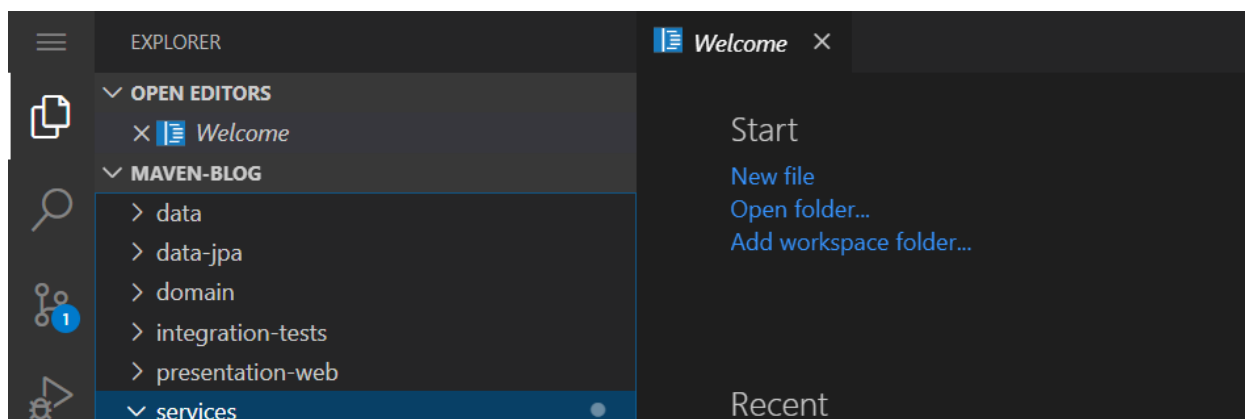 EXPLORER
OPEN EDITORS
Welcome
MAVEN-BLOG
data
data-jpa
domain
integration-tests
presentation-web
services
1
Welcome
Start
New file
Open folder...
Add workspace folder...
Recent